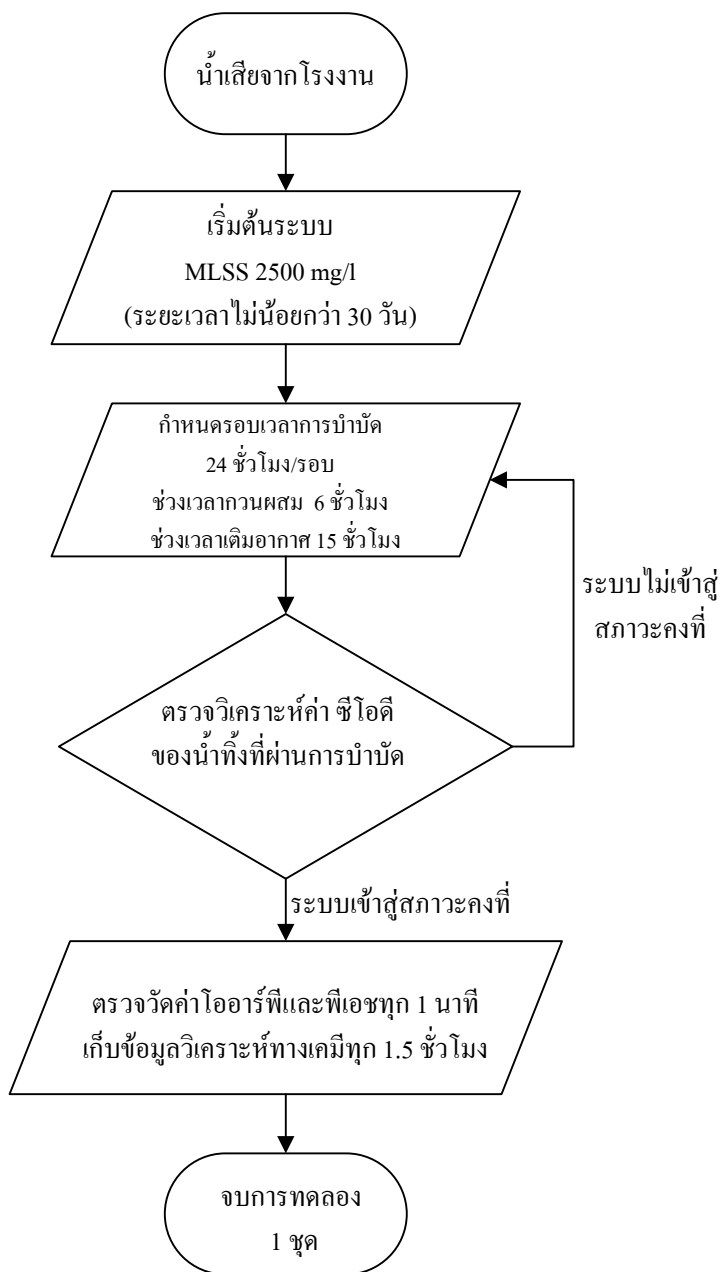 น้ำเสียจากโรงงาน
เริ่มต้นระบบ
MLSS 2500 mg/l
(ระยะเวลาไม่น้อยกว่า 30 วัน)
กำหนดรอบเวลาการบำบัด
24 ชั่วโมง/รอบ
ช่วงเวลากวนผสม 6 ชั่วโมง
ช่วงเวลาเติมอากาศ 15 ชั่วโมง
ระบบไม่เข้าสู่
สภาวะคงที่
ตรวจวิเคราะห์ค่า ซีโอดี
ของน้ำทิ้งที่ผ่านการบำบัด
ระบบเข้าสู่สภาวะคงที่
ตรวจวัดค่าโออาร์พีและพีเอชทุก 1 นาที
เก็บข้อมูลวิเคราะห์ทางเคมีทุก 1.5 ชั่วโมง
จบการทดลอง
1 ชุด